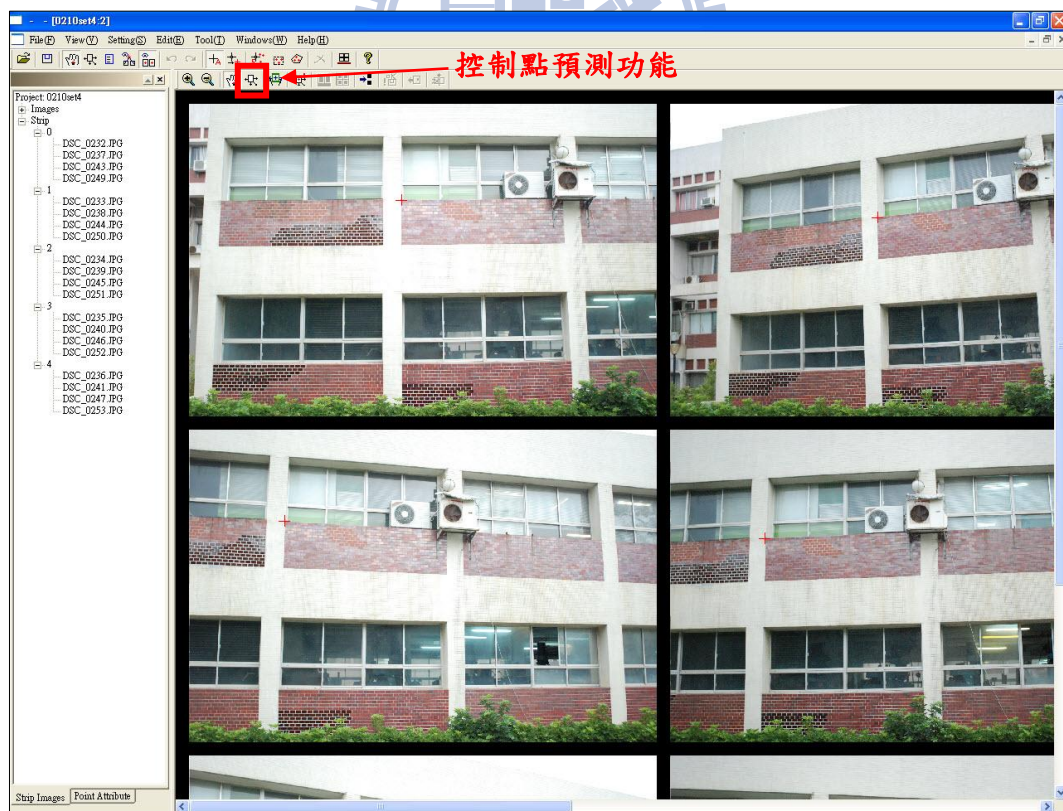 - - [0210set4:2]
File(F) View(V) Setting(S) Edit(E) Tool(T) Windows(W) Help(H)
控制點預測功能
Project: 0210set4
Images
Strip
0
DSC_0232.JPG
DSC_0237.JPG
DSC_0243.JPG
DSC_0249.JPG
1
DSC_0233.JPG
DSC_0238.JPG
DSC_0244.JPG
DSC_0250.JPG
2
DSC_0234.JPG
DSC_0239.JPG
DSC_0245.JPG
DSC_0251.JPG
3
DSC_0235.JPG
DSC_0240.JPG
DSC_0246.JPG
DSC_0252.JPG
4
DSC_0236.JPG
DSC_0241.JPG
DSC_0247.JPG
DSC_0253.JPG
Strip Images Point Attribute